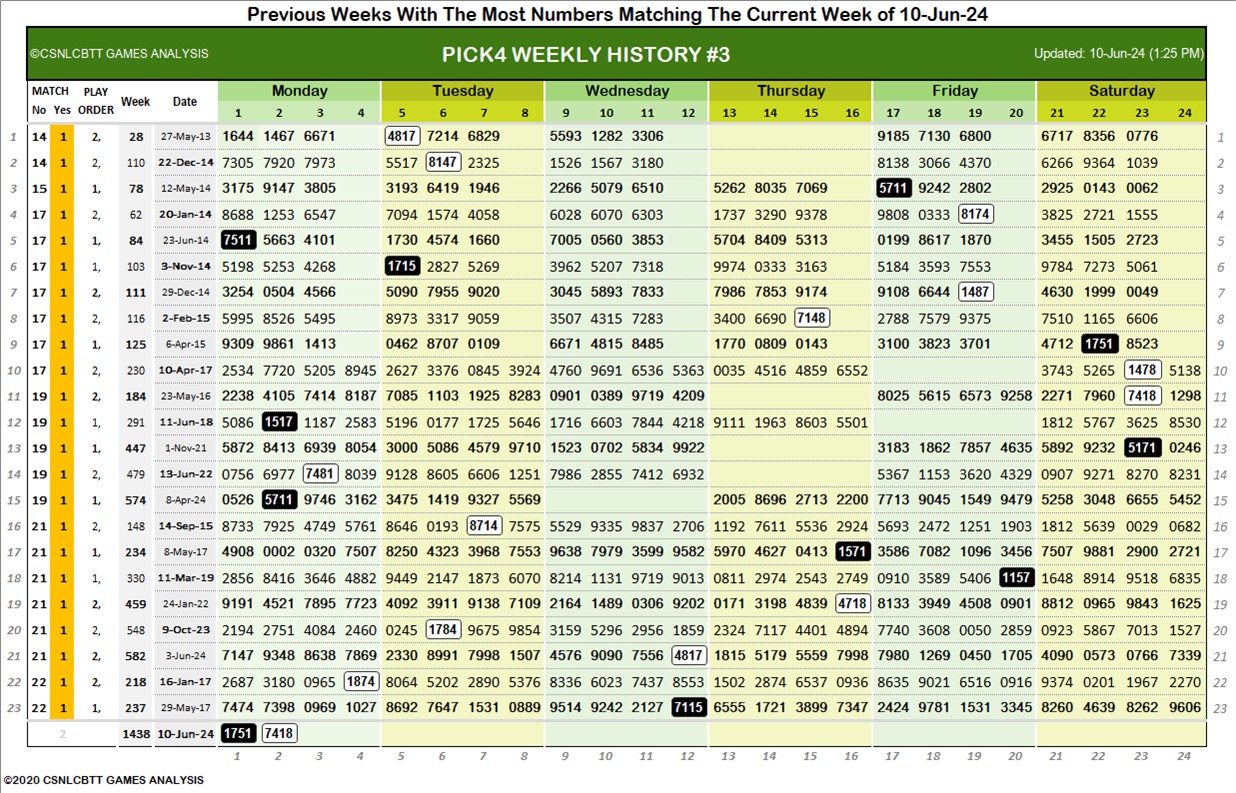 Previous Weeks With The Most Numbers Matching The Current Week of 10-Jun-24
©CSNLCBTT GAMES ANALYSIS PICK4 WEEKLY HISTORY #3 Updated: 10-Jun-24 (1:25 PM)
MATCH PLAY Week Date Monday Tuesday Wednesday Thursday Friday Saturday
No Yes ORDER 1 2 3 4 5 6 7 8 9 10 11 12 13 14 15 16 17 18 19 20 21 22 23 24
1 14 1 2, 28 27-May-13 1644 1467 6671 4817 7214 6829 5593 1282 3306 9185 7130 6800 6717 8356 0776 1
2 14 1 2, 110 22-Dec-14 7305 7920 7973 5517 8147 2325 1526 1567 3180 8138 3066 4370 6266 9364 1039 2
3 15 1 1, 78 12-May-14 3175 9147 3805 3193 6419 1946 2266 5079 6510 5262 8035 7069 5711 9242 2802 2925 0143 0062 3
4 17 1 2, 62 20-Jan-14 8688 1253 6547 7094 1574 4058 6028 6070 6303 1737 3290 9378 9808 0333 8174 3825 2721 1555 4
5 17 1 1, 84 23-Jun-14 7511 5663 4101 1730 4574 1660 7005 0560 3853 5704 8409 5313 0199 8617 1870 3455 1505 2723 5
6 17 1 1, 103 3-Nov-14 5198 5253 4268 1715 2827 5269 3962 5207 7318 9974 0333 3163 5184 3593 7553 9784 7273 5061 6
7 17 1 2, 111 29-Dec-14 3254 0504 4566 5090 7955 9020 3045 5893 7833 7986 7853 9174 9108 6644 1487 4630 1999 0049 7
8 17 1 2, 116 2-Feb-15 5995 8526 5495 8973 3317 9059 3507 4315 7283 3400 6690 7148 2788 7579 9375 7510 1165 6606 8
9 17 1 1, 125 6-Apr-15 9309 9861 1413 0462 8707 0109 6671 4815 8485 1770 0809 0143 3100 3823 3701 4712 1751 8523 9
10 17 1 2, 230 10-Apr-17 2534 7720 5205 8945 2627 3376 0845 3924 4760 9691 6536 5363 0035 4516 4859 6552 3743 5265 1478 5138 10
11 19 1 2, 184 23-May-16 2238 4105 7414 8187 7085 1103 1925 8283 0901 0389 9719 4209 8025 5615 6573 9258 2271 7960 7418 1298 11
12 19 1 1, 291 11-Jun-18 5086 1517 1187 2583 5196 0177 1725 5646 1716 6603 7844 4218 9111 1963 8603 5501 1812 5767 3625 8530 12
13 19 1 1, 447 1-Nov-21 5872 8413 6939 8054 3000 5086 4579 9710 1523 0702 5834 9922 3183 1862 7857 4635 5892 9232 5171 0246 13
14 19 1 2, 479 13-Jun-22 0756 6977 7481 8039 9128 8605 6606 1251 7986 2855 7412 6932 5367 1153 3620 4329 0907 9271 8270 8231 14
15 19 1 1, 574 8-Apr-24 0526 5711 9746 3162 3475 1419 9327 5569 2005 8696 2713 2200 7713 9045 1549 9479 5258 3048 6655 5452 15
16 21 1 2, 148 14-Sep-15 8733 7925 4749 5761 8646 0193 8714 7575 5529 9335 9837 2706 1192 7611 5536 2924 5693 2472 1251 1903 1812 5639 0029 0682 16
17 21 1 1, 234 8-May-17 4908 0002 0320 7507 8250 4323 3968 7553 9638 7979 3599 9582 5970 4627 0413 1571 3586 7082 1096 3456 7507 9881 2900 2721 17
18 21 1 1, 330 11-Mar-19 2856 8416 3646 4882 9449 2147 1873 6070 8214 1131 9719 9013 0811 2974 2543 2749 0910 3589 5406 1157 1648 8914 9518 6835 18
19 21 1 2, 459 24-Jan-22 9191 4521 7895 7723 4092 3911 9138 7109 2164 1489 0306 9202 0171 3198 4839 4718 8133 3949 4508 0901 8812 0965 9843 1625 19
20 21 1 2, 548 9-Oct-23 2194 2751 4084 2460 0245 1784 9675 9854 3159 5296 2956 1859 2324 7117 4401 4894 7740 3608 0050 2859 0923 5867 7013 1527 20
21 21 1 2, 582 3-Jun-24 7147 9348 8638 7869 2330 8991 7998 1507 4576 9090 7556 4817 1815 5179 5559 7998 7980 1269 0450 1705 4090 0573 0766 7339 21
22 22 1 2, 218 16-Jan-17 2687 3180 0965 1874 8064 5202 2890 5376 8336 6023 7437 8553 1502 2874 6537 0936 8635 9021 6516 0916 9374 0201 1967 2270 22
23 22 1 1, 237 29-May-17 7474 7398 0969 1027 8692 7647 1531 0889 9514 9242 2127 7115 6555 1721 3899 7347 2424 9781 1531 3345 8260 4639 8262 9606 23
2 1438 10-Jun-24 1751 7418
1 2 3 4 5 6 7 8 9 10 11 12 13 14 15 16 17 18 19 20 21 22 23 24
©2020 CSNLCBTT GAMES ANALYSIS